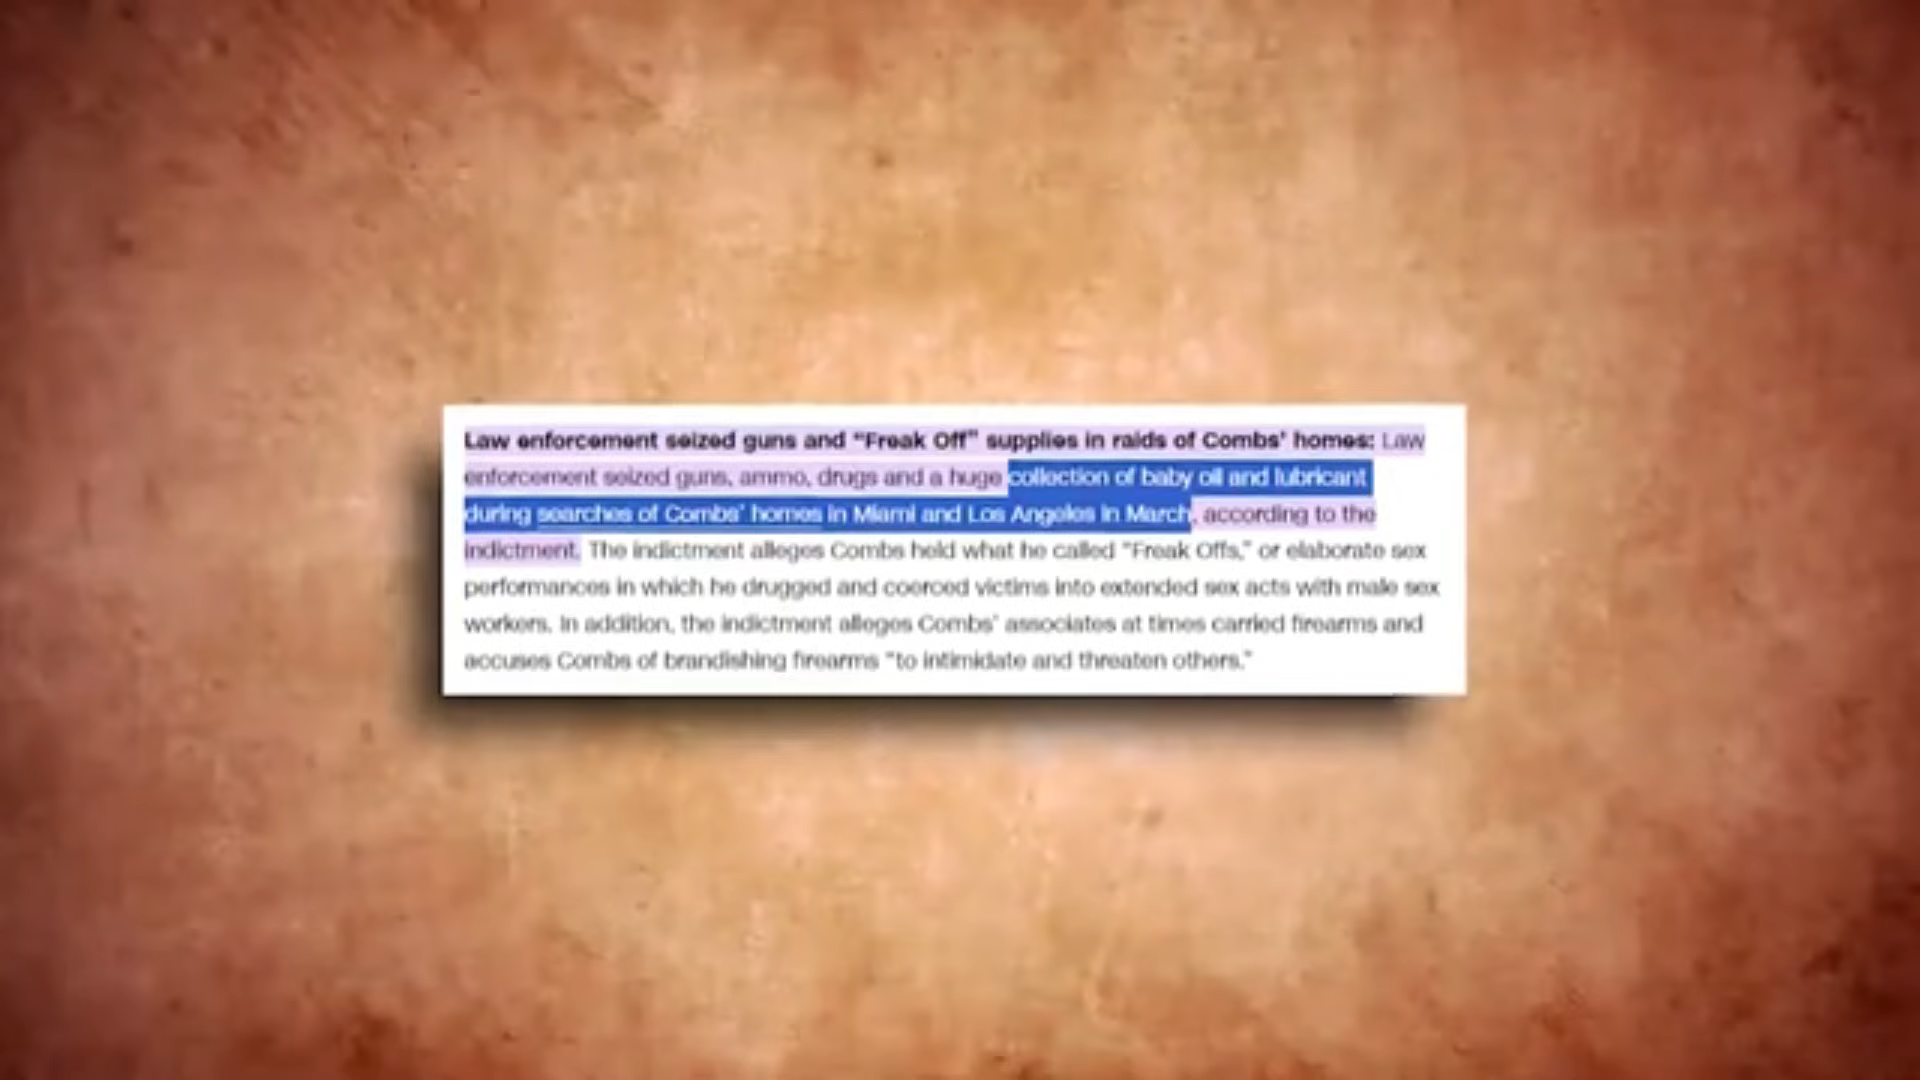 Law enforcement seized guns and “Freak Off” supplies in raids of Combs’ homes: Law
enforcement seized guns, ammo, drugs and a huge collection of baby oil and lubricant
during searches of Combs’ homes in Miami and Los Angeles in March, according to the
indictment. The indictment alleges Combs held what he called “Freak Offs,” or elaborate sex
performances in which he drugged and coerced victims into extended sex acts with male sex
workers. In addition, the indictment alleges Combs’ associates at times carried firearms and
accuses Combs of brandishing firearms “to intimidate and threaten others.”